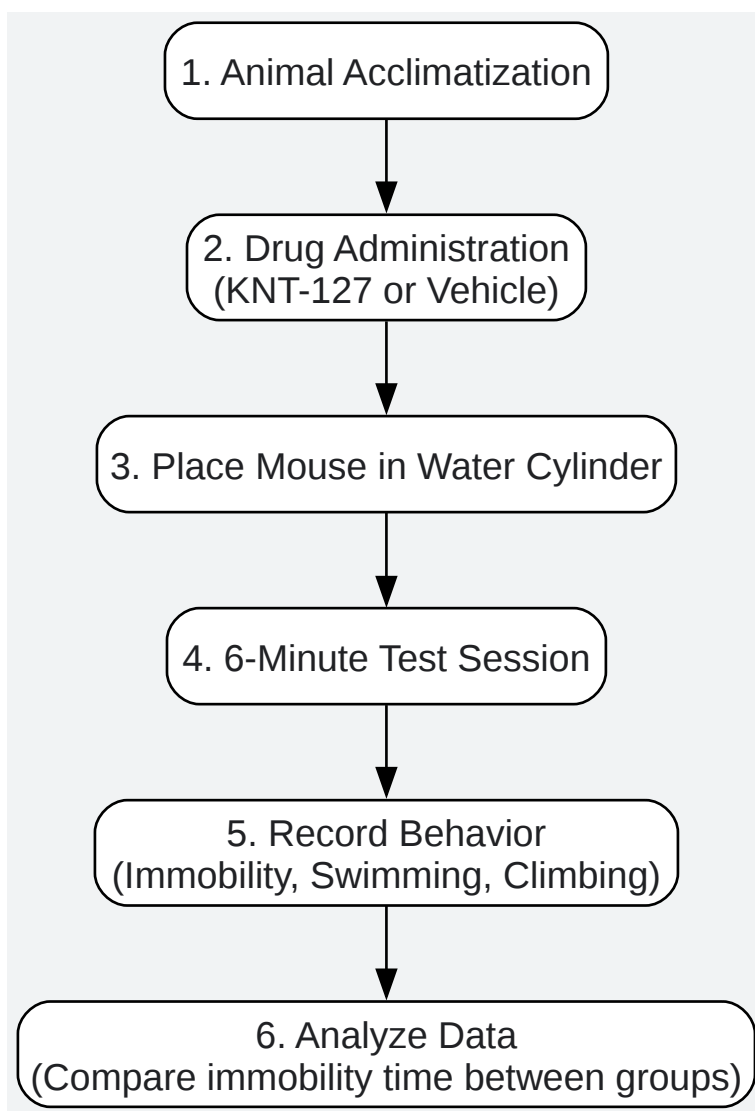 1. Animal Acclimatization
2. Drug Administration
(KNT-127 or Vehicle)
3. Place Mouse in Water Cylinder
4. 6-Minute Test Session
5. Record Behavior
(Immobility, Swimming, Climbing)
6. Analyze Data
(Compare immobility time between groups)